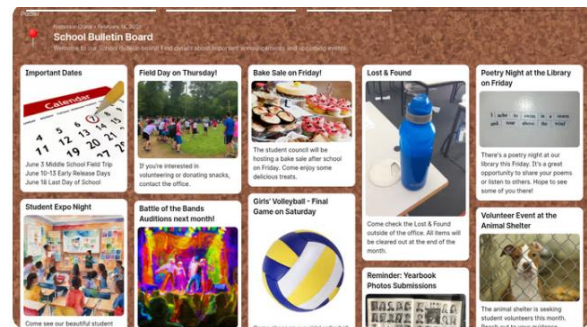 School Bulletin Board
Welcome to our School Bulletin board! Find details about important announcements and upcoming events
Important Dates
Calendar
June 3 Middle School Field Trip
June 10-13 Early Release Days
June 16 Last Day of School
Student Expo Night
Come see our beautiful student
Field Day on Thursday!
If you're interested in
volunteering or donating snacks,
contact the office.
Battle of the Bands
Auditions next month!
Bake Sale on Friday!
The student council will be
hosting a bake sale after school
on Friday. Come enjoy some
delicious treats.
Girls' Volleyball - Final
Game on Saturday
Lost & Found
Come check the Lost & Found
outside of the office. All items
will be cleared out at the end of the
month.
Reminder: Yearbook
Photos Submissions
Poetry Night at the Library
on Friday
There's a poetry night at our
library this Friday. It's a great
opportunity to share your poems
or listen to others. Hope to see
some of you there!
Volunteer Event at the
Animal Shelter
The animal shelter is seeking
student volunteers this month.